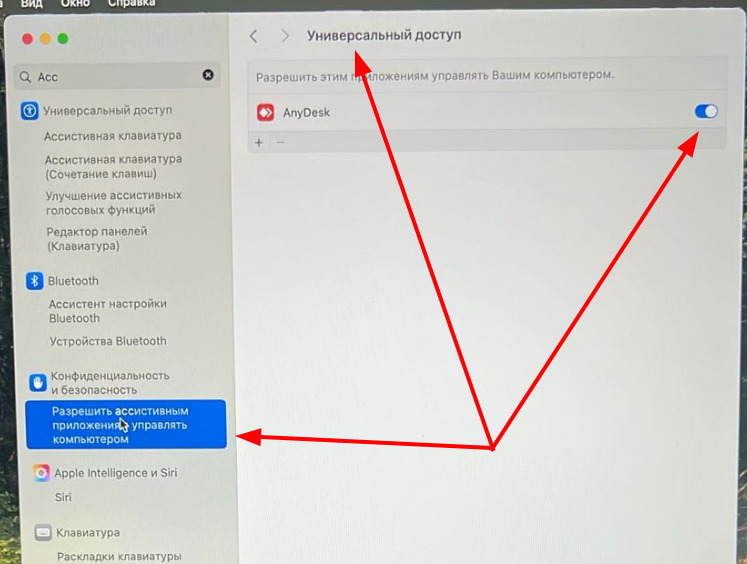 Вид Окно Справка
Универсальный доступ
Асс
Разрешить этим приложениям управлять Вашим компьютером.
AnyDesk
+ −
Универсальный доступ
Ассистивная клавиатура
Ассистивная клавиатура
(Сочетание клавиш)
Улучшение ассистивных
голосовых функций
Редактор панелей
(Клавиатура)
Bluetooth
Ассистент настройки
Bluetooth
Устройства Bluetooth
Конфиденциальность
и безопасность
Разрешить ассистивным
приложениям управлять
компьютером
Apple Intelligence и Siri
Siri
Клавиатура
Раскладки клавиатуры